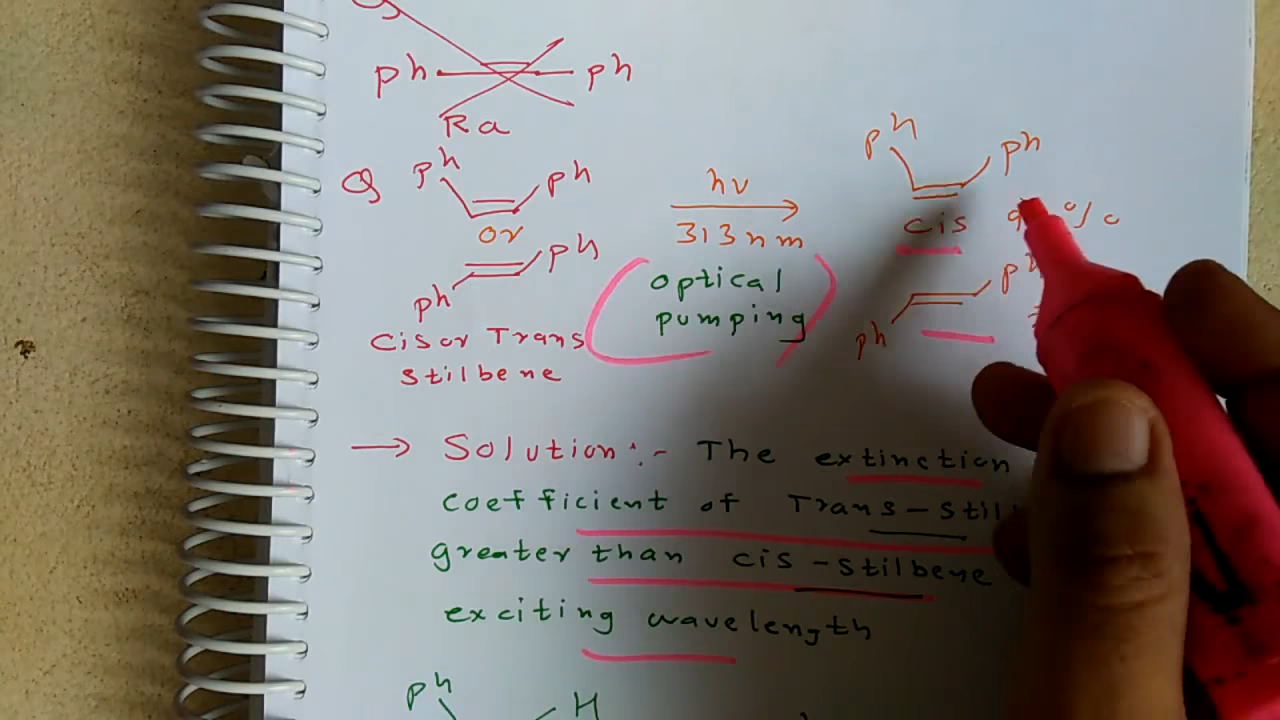 Ph Ph
Ra
Q Ph Ph
or
Ph Ph
Cis or Trans
Stilbene
hν
313 nm
optical
pumping
Ph Ph
cis %
Ph
Ph
→ Solution :- The extinction
coefficient of Trans -
greater than cis - stilbene
exciting wavelength
Ph H